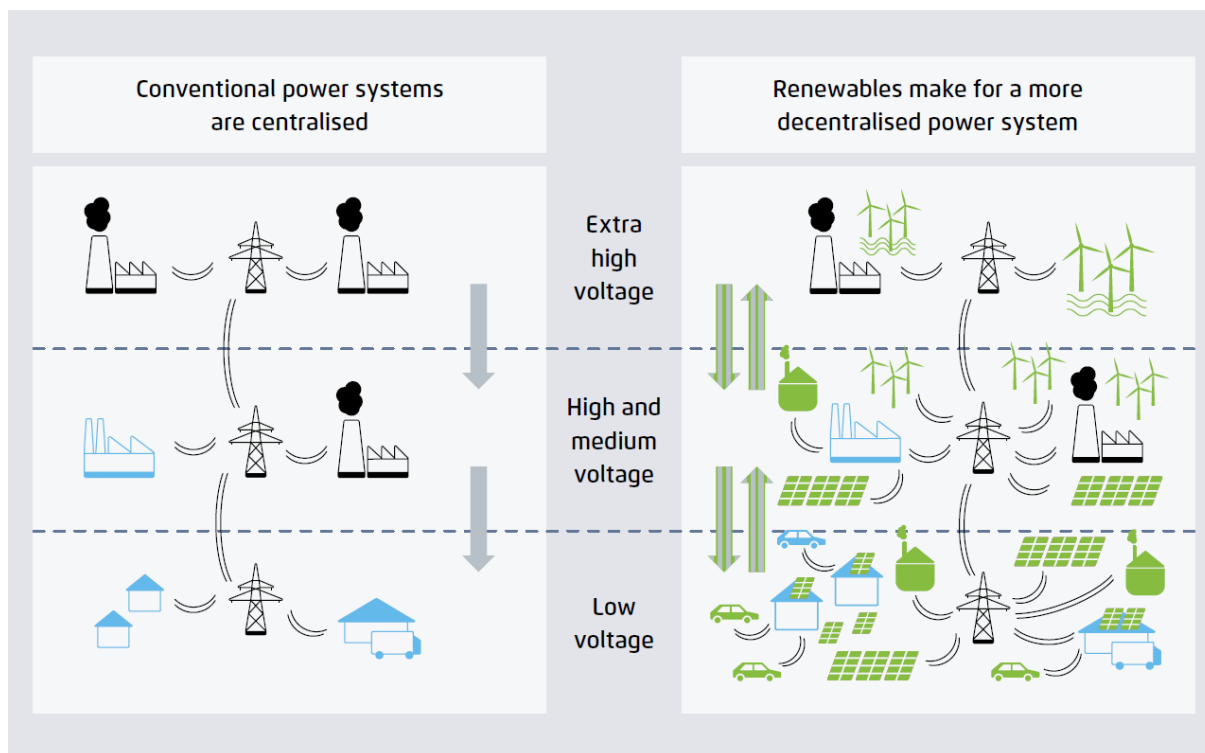 Conventional power systems
are centralised
Renewables make for a more
decentralised power system
Extra
high
voltage
High and
medium
voltage
Low
voltage